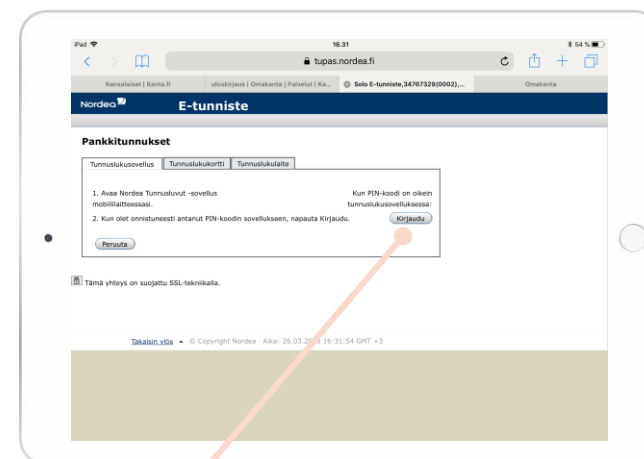 iPad 16.31 54 %
tupas.nordea.fi
Kansalaiset | Kanta.fi uloskirjaus | Omakanta | Palvelut | Ka... Solo E-tunniste,34767329(0002),... Omakanta
Nordea E-tunniste
Pankkitunnukset
Tunnuslukusovellus Tunnuslukukortti Tunnuslukulaite
1. Avaa Nordea Tunnusluvut -sovellus
mobiililaitteessasi.
Kun PIN-koodi on oikein
tunnuslukusovelluksessa:
2. Kun olet onnistuneesti antanut PIN-koodin sovellukseen, napauta Kirjaudu.
Kirjaudu
Peruuta
Tämä yhteys on suojattu SSL-tekniikalla.
Takaisin ylös © Copyright Nordea - Aika: 26.03. 16:31:54 GMT +3